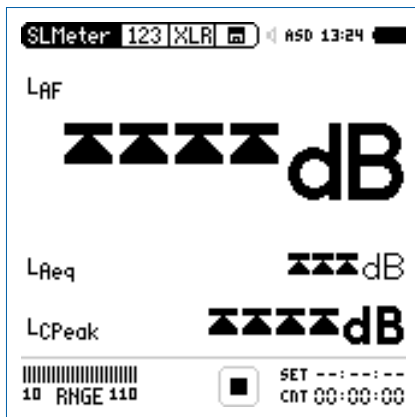 SLMeter 123 XLR ASD 13:24
LAF
dB
LAeq
dB
LCPeak
dB
10 RNGE 110
SET --:--:--
CNT 00:00:00